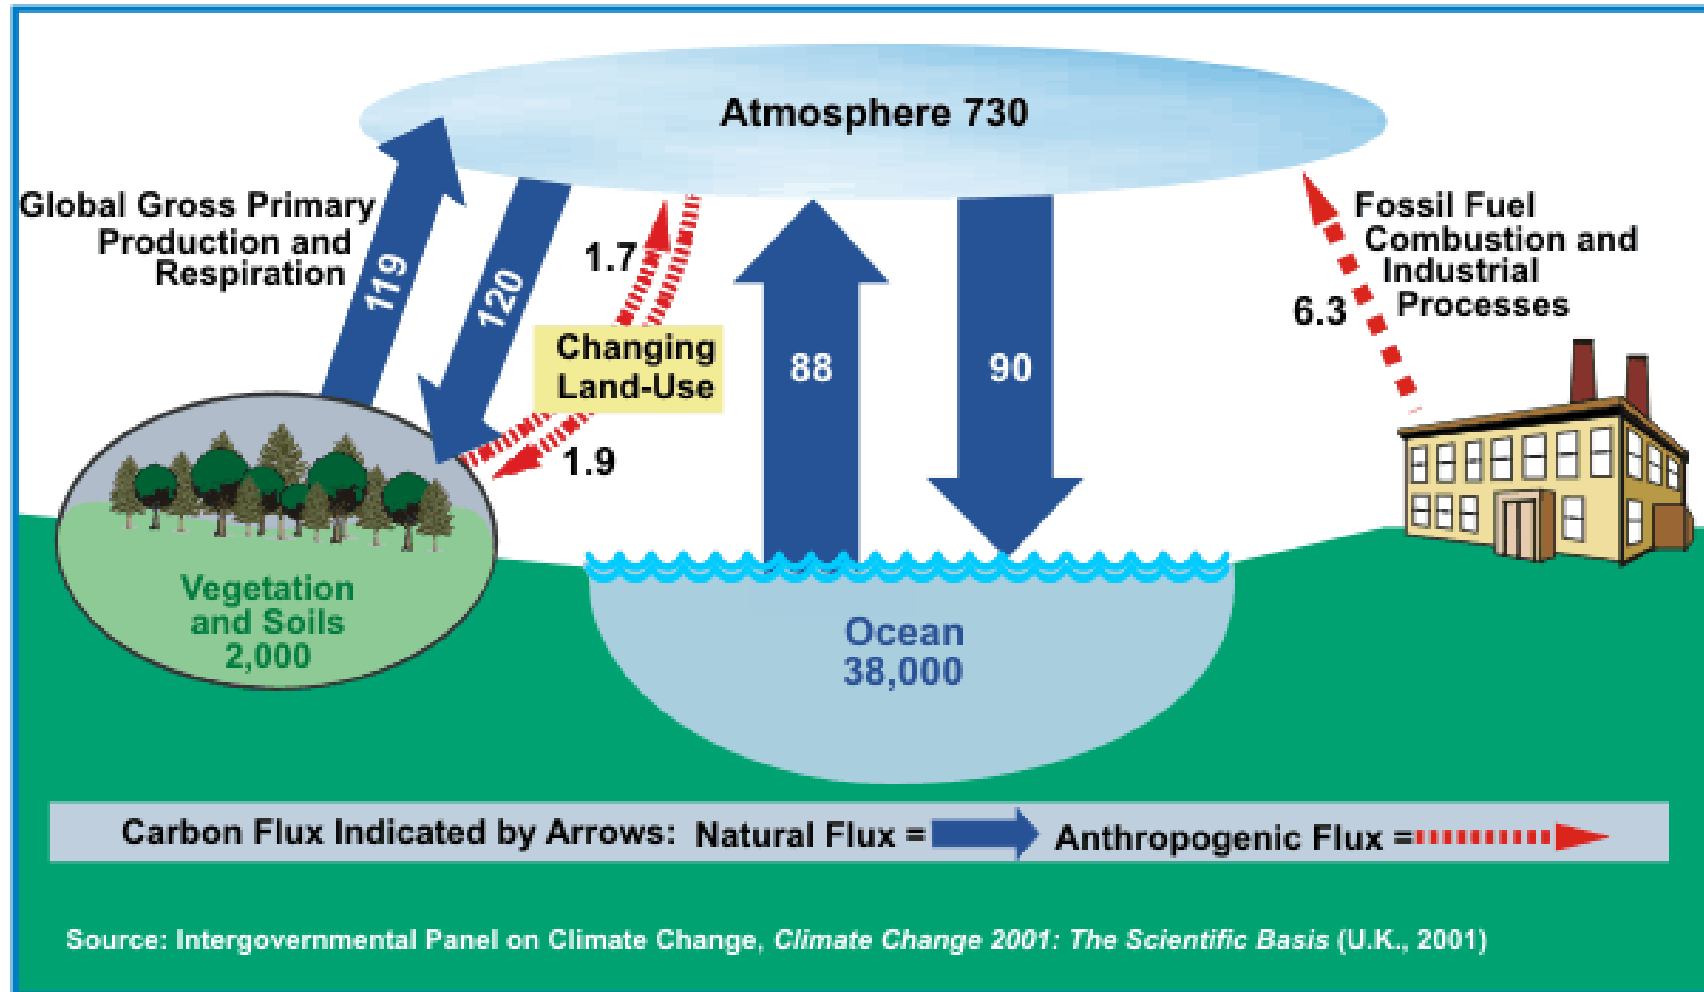 Atmosphere 730
Global Gross Primary
Production and
Respiration
119
120
1.7
Changing
Land-Use
1.9
88
90
Fossil Fuel
Combustion and
Industrial
Processes
6.3
Vegetation
and Soils
2,000
Ocean
38,000
Carbon Flux Indicated by Arrows: Natural Flux = Anthropogenic Flux =
Source: Intergovernmental Panel on Climate Change, Climate Change 2001: The Scientific Basis (U.K., 2001)